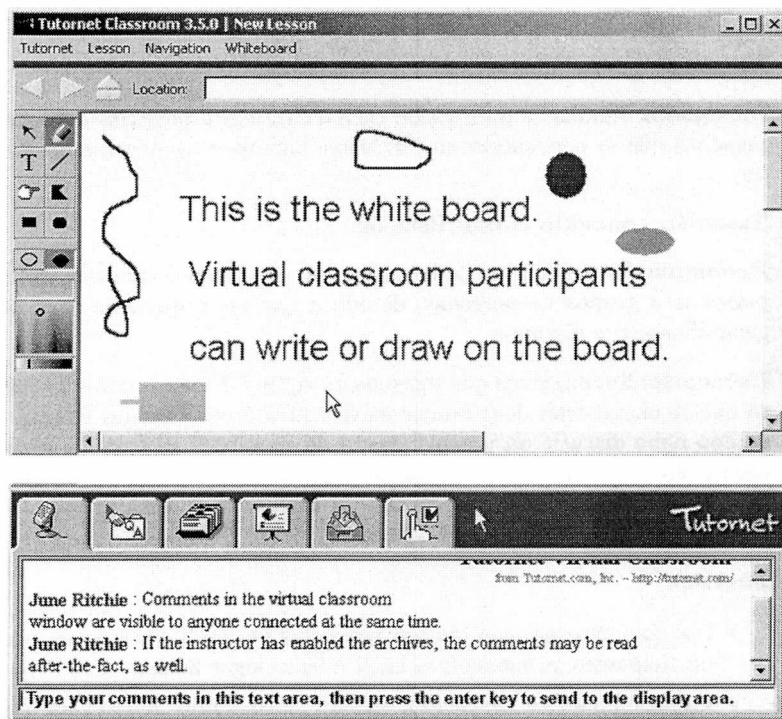 Tutornet Classroom 3.5.0 | New Lesson
Tutornet Lesson Navigation Whiteboard
Location:
T
This is the white board.
Virtual classroom participants
can write or draw on the board.
Tutornet
Tutornet Virtual Classroom
from Tutornet.com, Inc. - http://tutornet.com/
June Ritchie : Comments in the virtual classroom
window are visible to anyone connected at the same time.
June Ritchie : If the instructor has enabled the archives, the comments may be read
after-the-fact, as well.
Type your comments in this text area, then press the enter key to send to the display area.